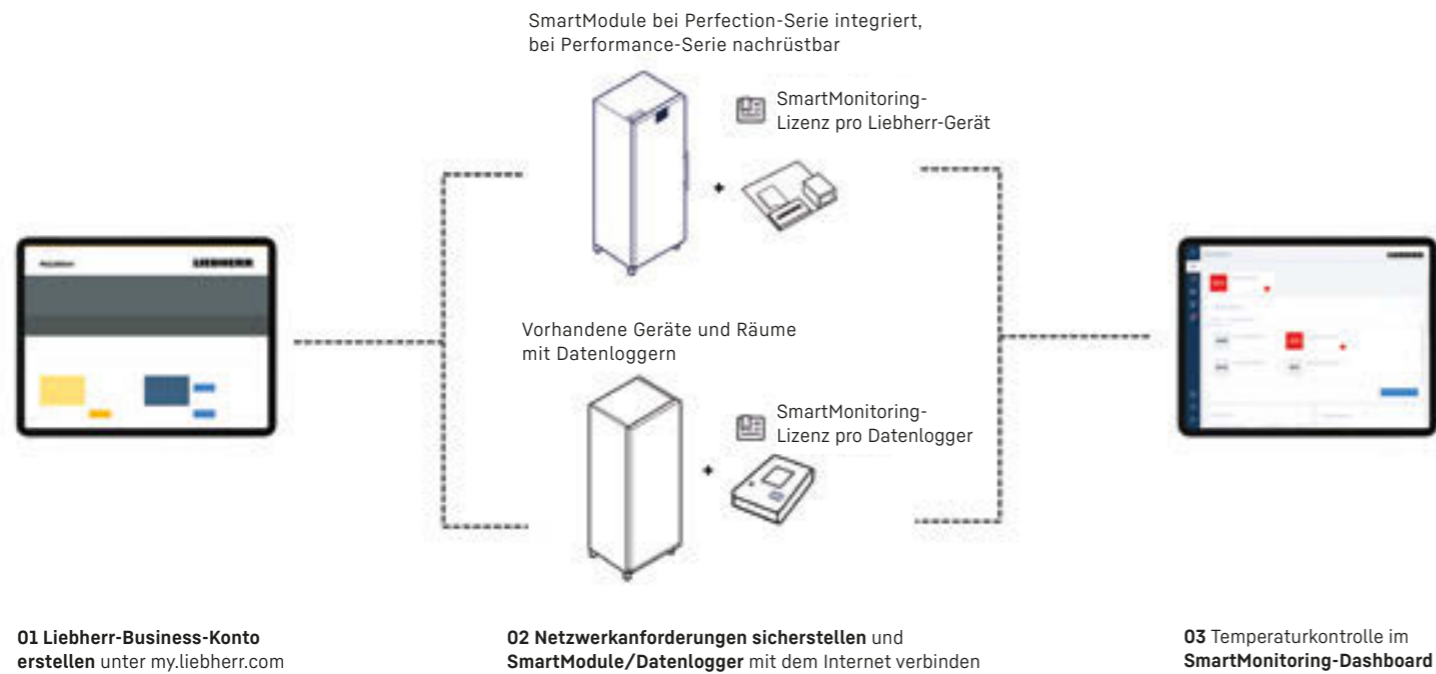 SmartModule bei Perfection-Serie integriert,
bei Performance-Serie nachrüstbar
SmartMonitoring-
Lizenz pro Liebherr-Gerät
+
LIEBHERR
Vorhandene Geräte und Räume
mit Datenloggern
SmartMonitoring-
Lizenz pro Datenlogger
+
01 Liebherr-Business-Konto
erstellen unter my.liebherr.com
02 Netzwerkanforderungen sicherstellen und
SmartModule/Datenlogger mit dem Internet verbinden
03 Temperaturkontrolle im
SmartMonitoring-Dashboard